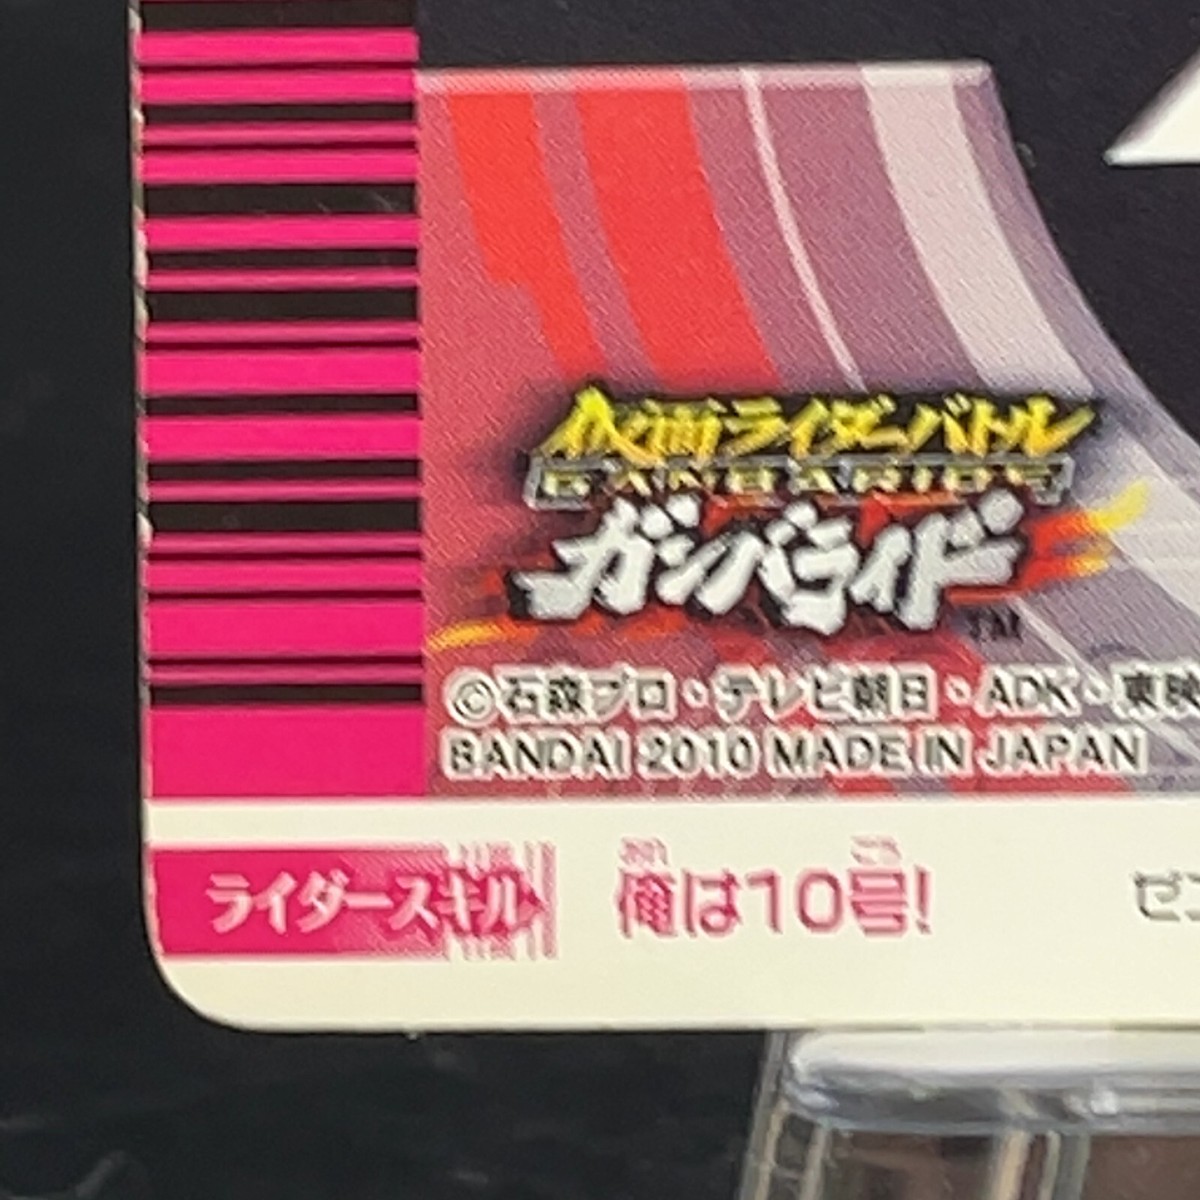 仮面ライダーバトル
GANBARIDE
ガンバライド
TM
©石森プロ・テレビ朝日・ADK・東映
BANDAI 2010 MADE IN JAPAN
ライダースキル
おれ ごう
俺は10号!